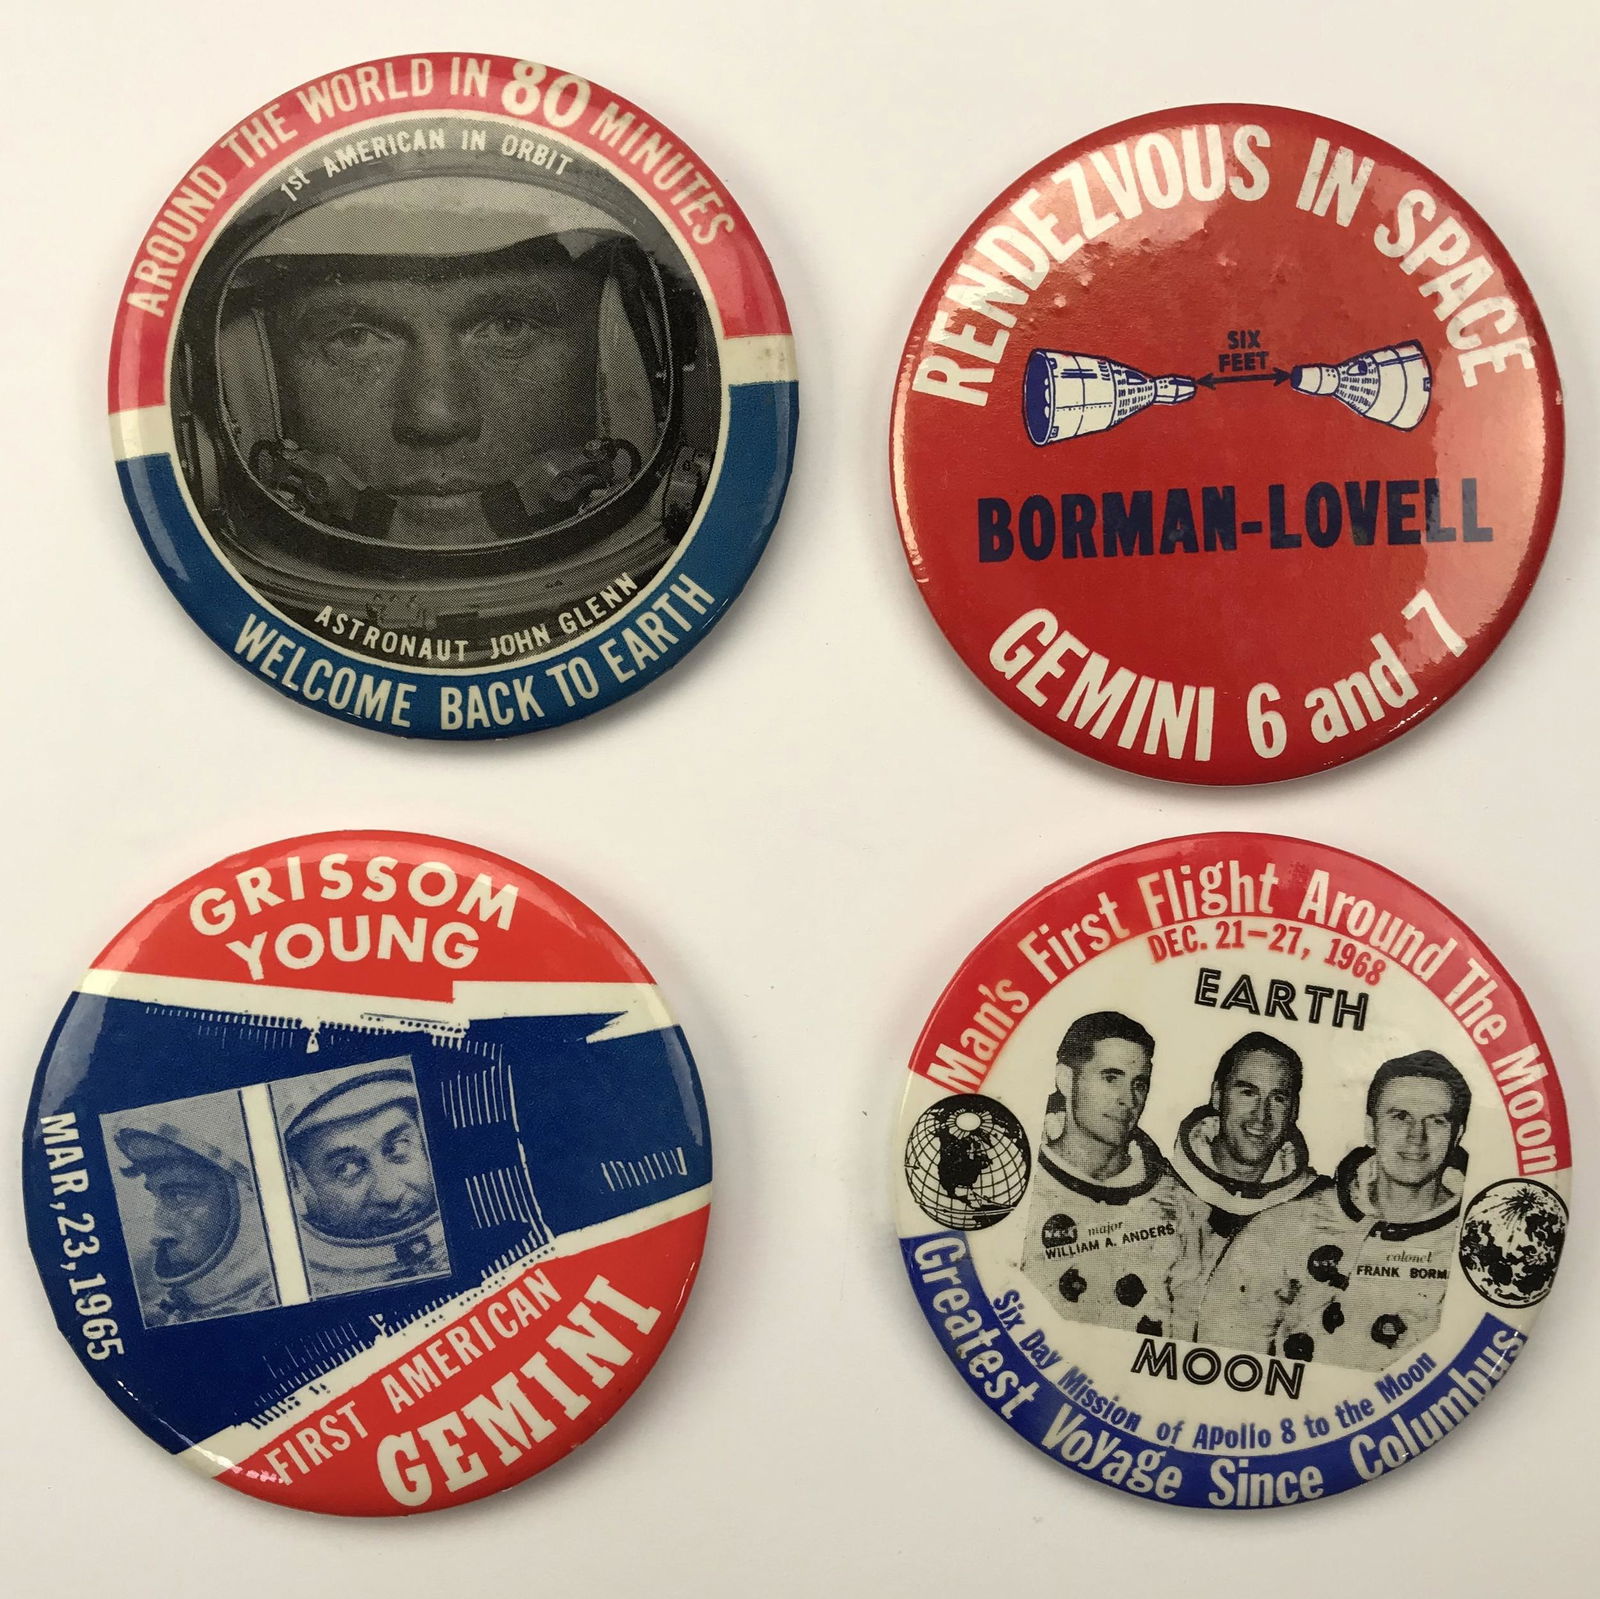 AROUND THE WORLD IN 80 MINUTES
1st AMERICAN IN ORBIT
ASTRONAUT JOHN GLENN
WELCOME BACK TO EARTH
RENDEZVOUS IN SPACE
SIX
FEET
BORMAN-LOVELL
GEMINI 6 and 7
GRISSOM
YOUNG
MAR, 23, 1965
FIRST AMERICAN
GEMINI
Man's First Flight Around The Moon
DEC. 21-27, 1968
EARTH
major
WILLIAM A. ANDERS
colonel
FRANK BORM
MOON
Six Day Mission of Apollo 8 to the Moon
Greatest Voyage Since Columbus